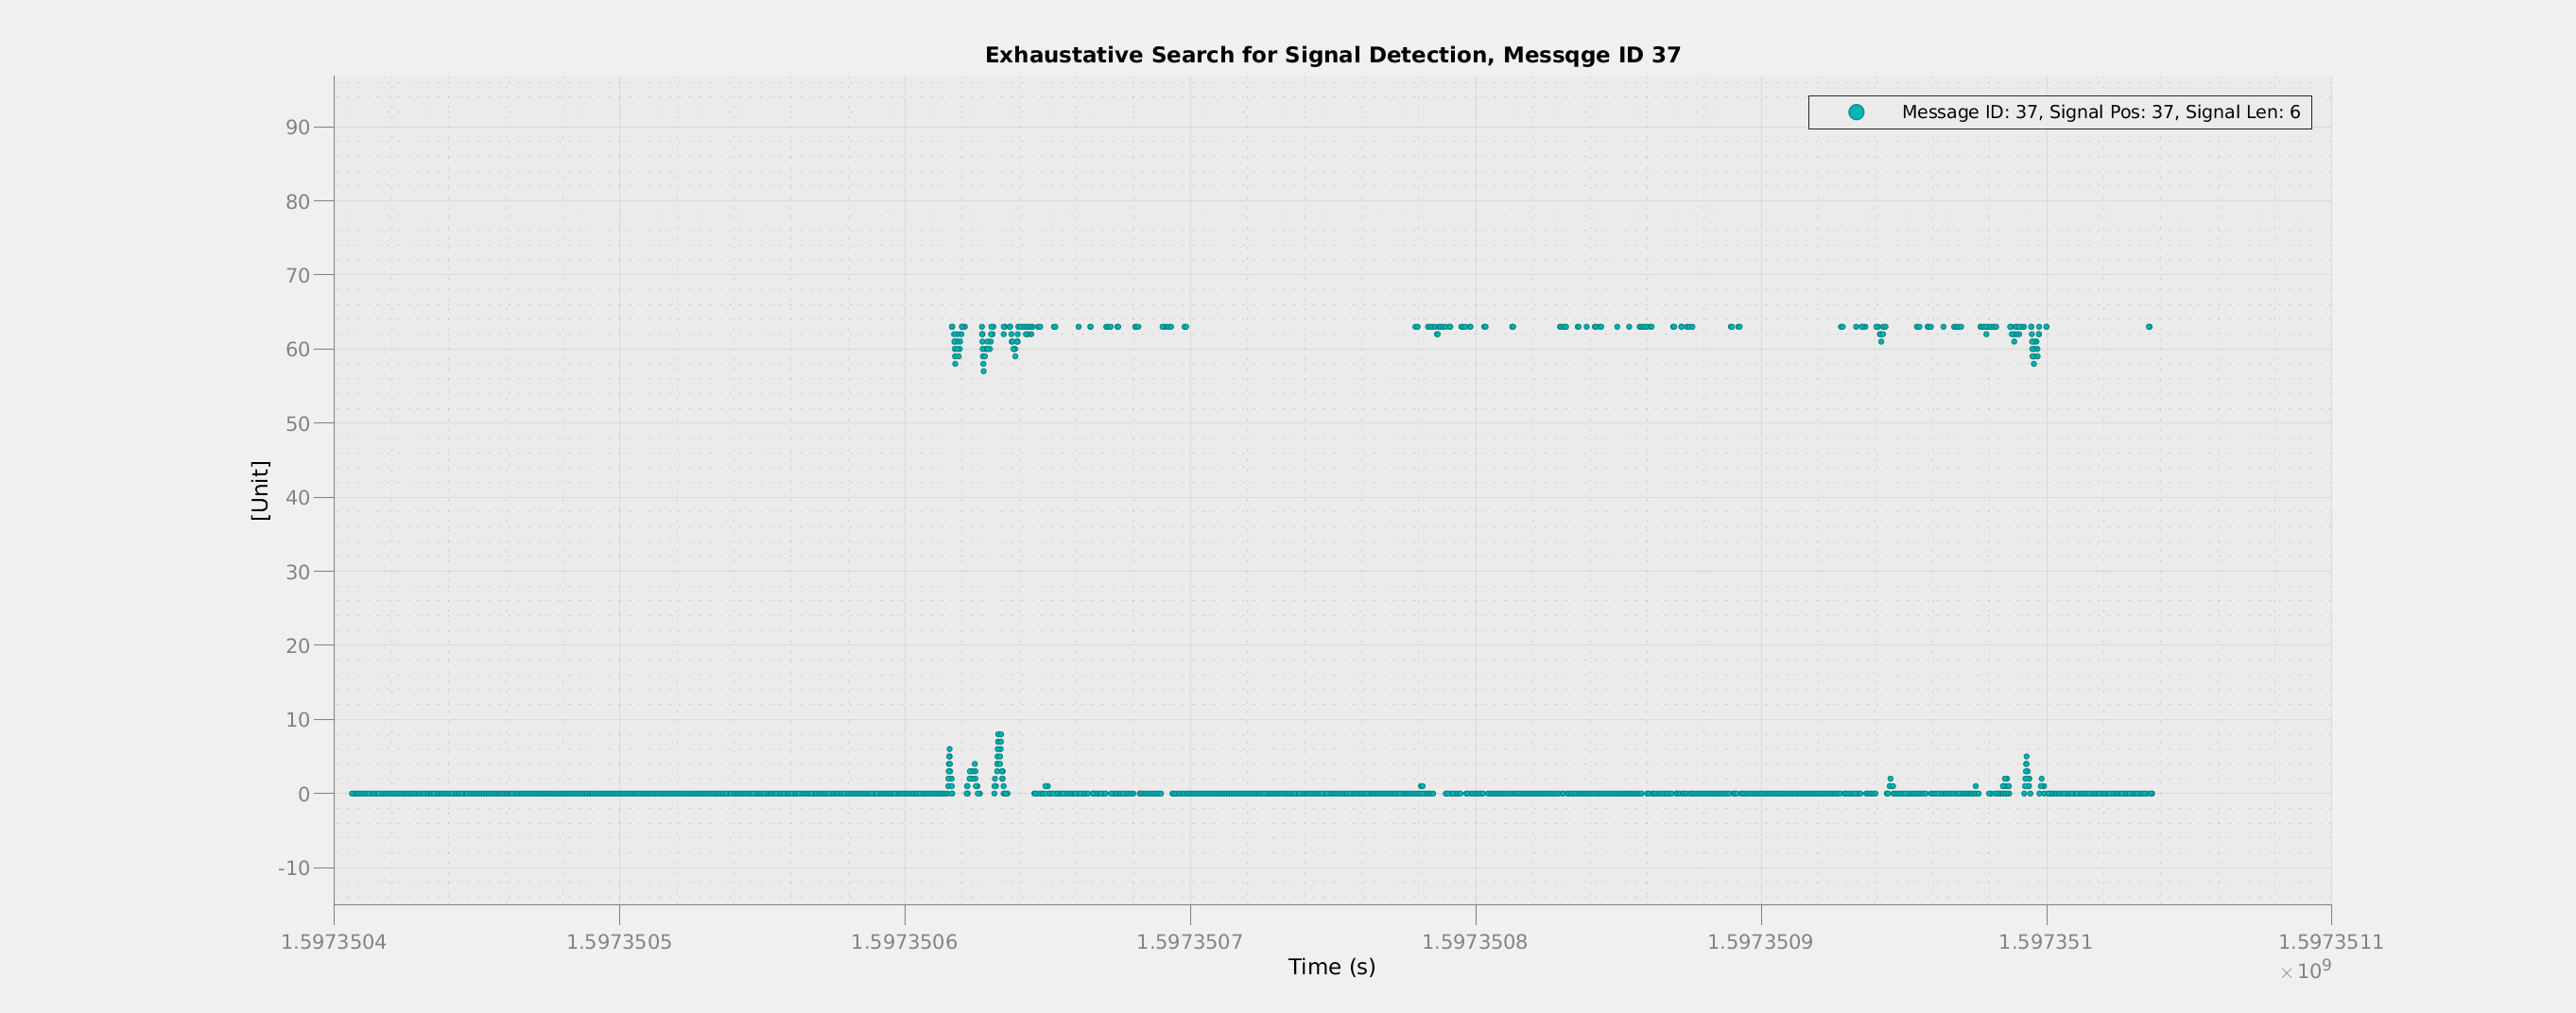 Exhaustative Search for Signal Detection, Messqge ID 37
Message ID: 37, Signal Pos: 37, Signal Len: 6
90
80
70
60
50
40
30
20
10
0
-10
[Unit]
1.5973504 1.5973505 1.5973506 1.5973507 1.5973508 1.5973509 1.597351 1.5973511
Time (s)
×10⁹